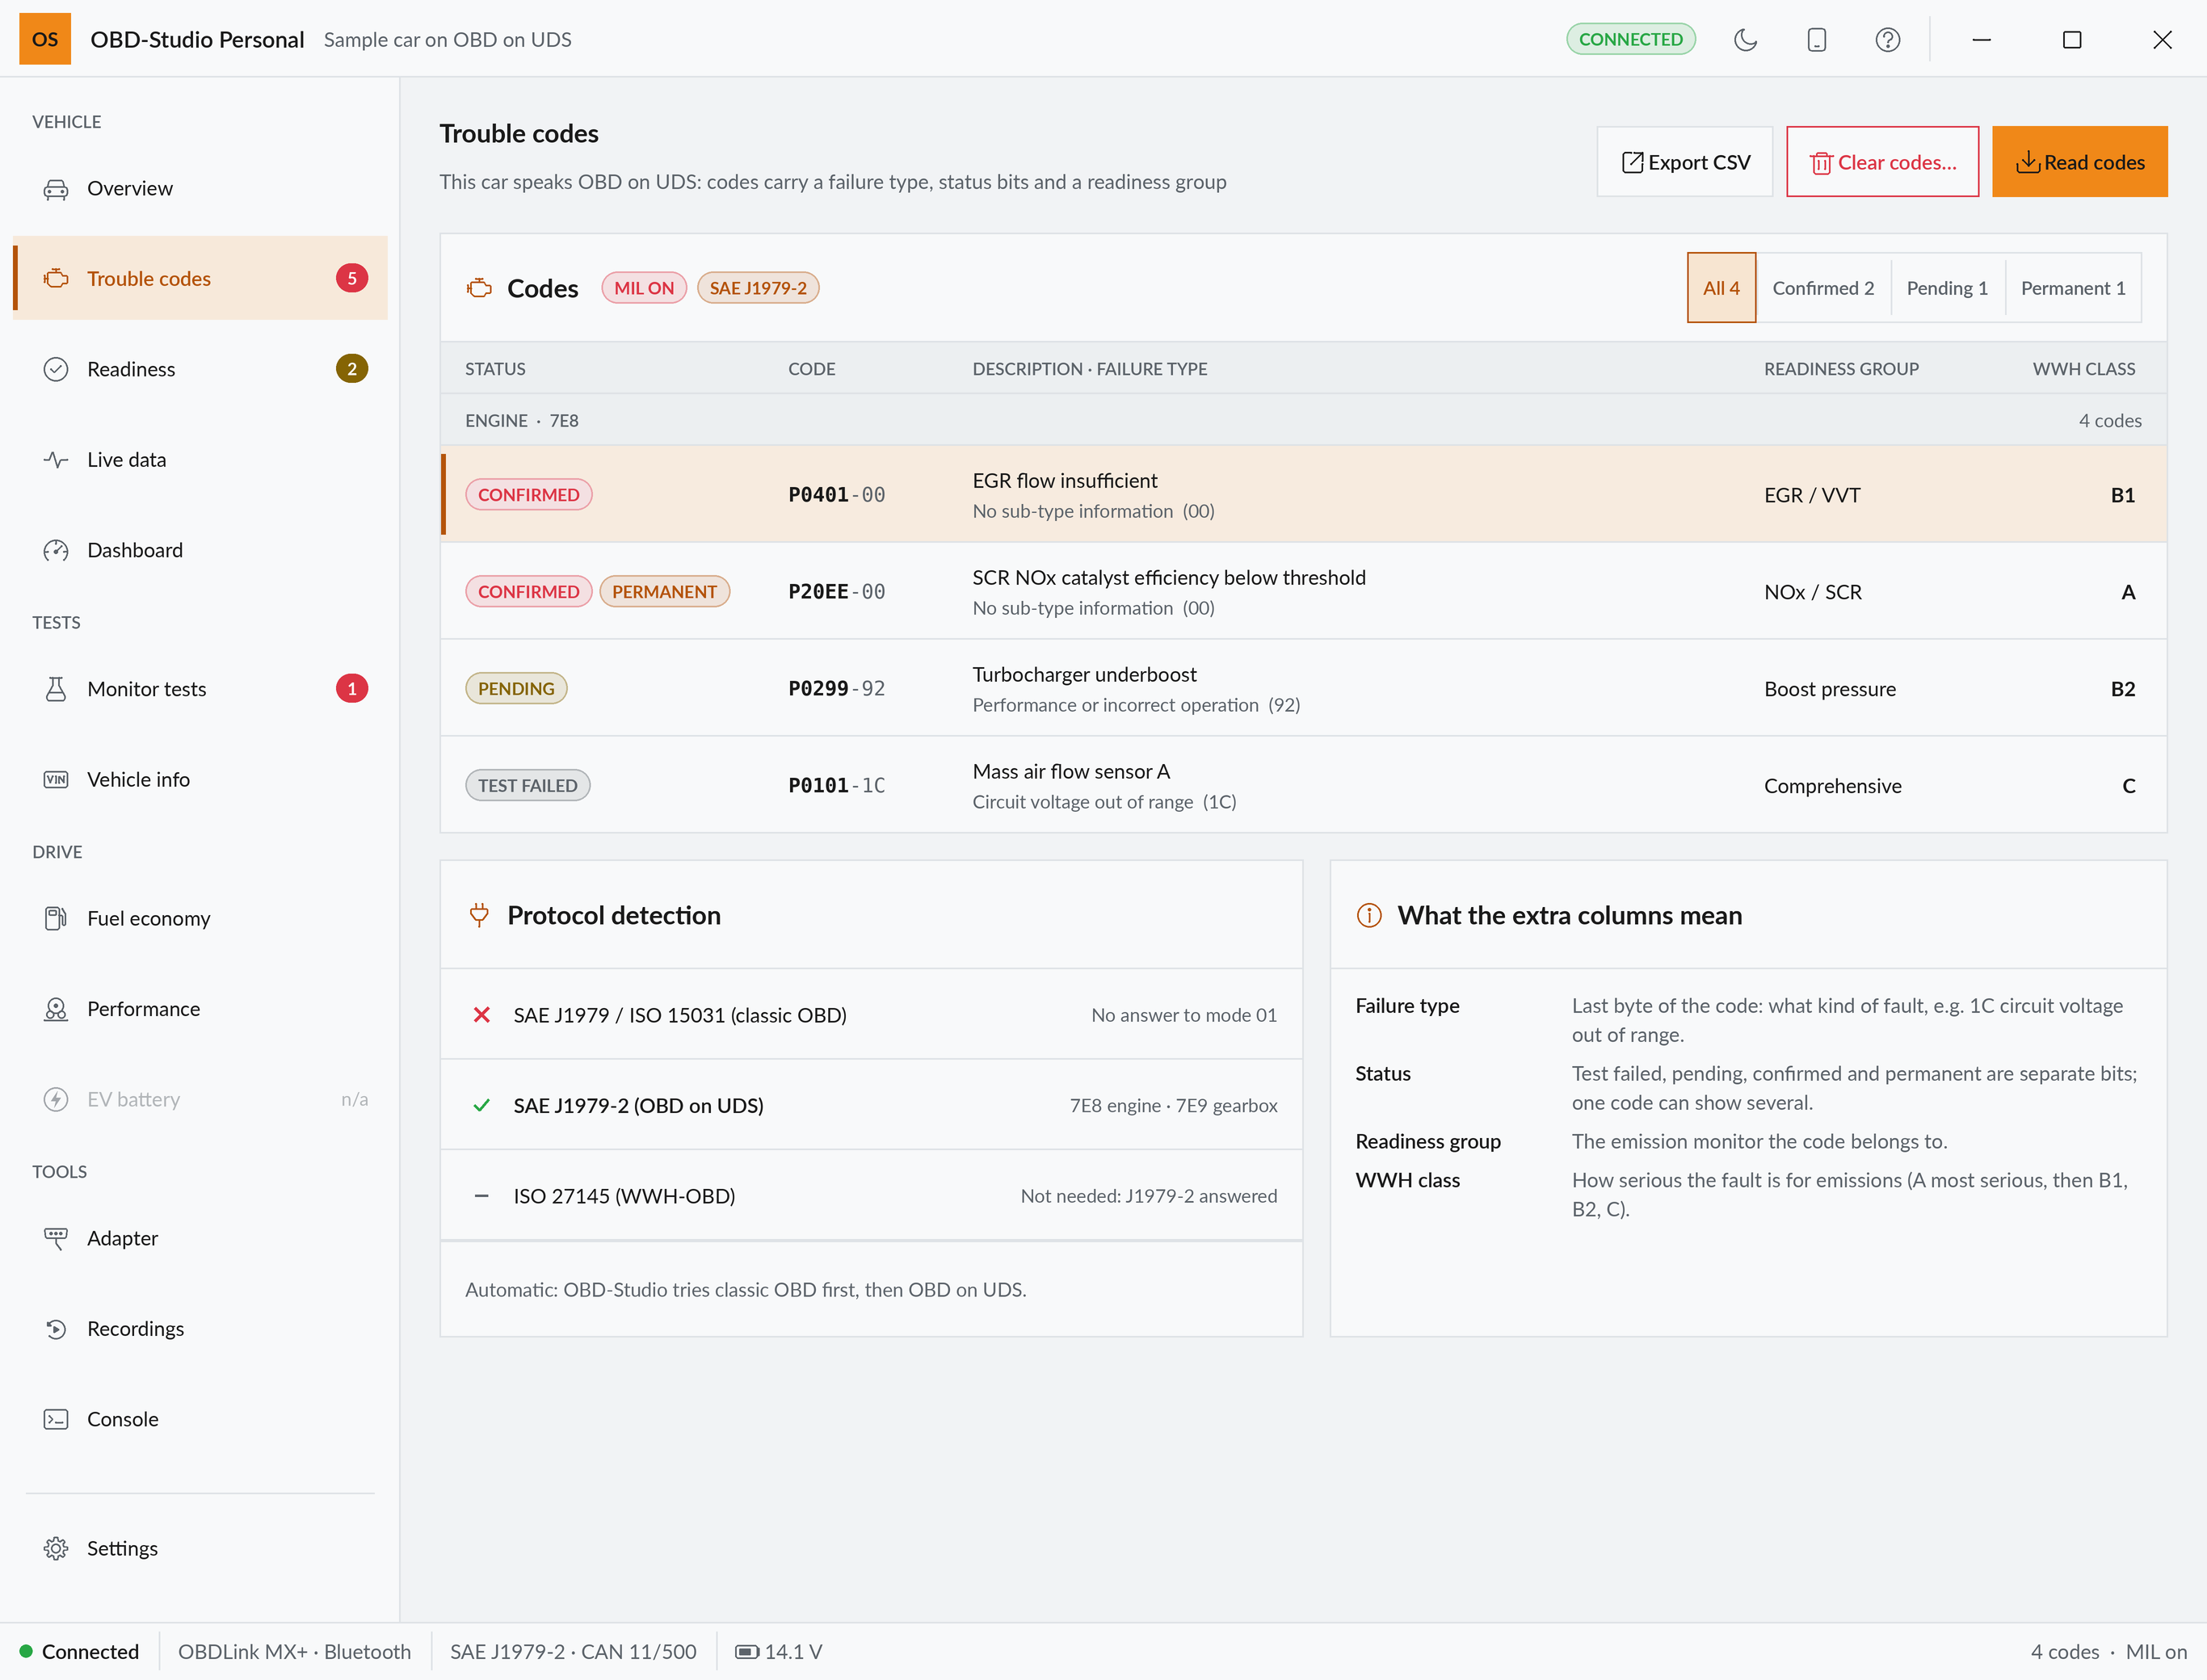 OS OBD-Studio Personal Sample car on OBD on UDS CONNECTED
VEHICLE
Overview
Trouble codes 5
Readiness 2
Live data
Dashboard
TESTS
Monitor tests 1
VIN Vehicle info
DRIVE
Fuel economy
Performance
EV battery n/a
TOOLS
Adapter
Recordings
Console
Settings
Trouble codes
This car speaks OBD on UDS: codes carry a failure type, status bits and a readiness group
Export CSV Clear codes... Read codes
Codes MIL ON SAE J1979-2 All 4 Confirmed 2 Pending 1 Permanent 1
STATUS CODE DESCRIPTION · FAILURE TYPE READINESS GROUP WWH CLASS
ENGINE · 7E8 4 codes
CONFIRMED P0401-00 EGR flow insufficient EGR / VVT B1
No sub-type information (00)
CONFIRMED PERMANENT P20EE-00 SCR NOx catalyst efficiency below threshold NOx / SCR A
No sub-type information (00)
PENDING P0299-92 Turbocharger underboost Boost pressure B2
Performance or incorrect operation (92)
TEST FAILED P0101-1C Mass air flow sensor A Comprehensive C
Circuit voltage out of range (1C)
Protocol detection
SAE J1979 / ISO 15031 (classic OBD) No answer to mode 01
SAE J1979-2 (OBD on UDS) 7E8 engine · 7E9 gearbox
ISO 27145 (WWH-OBD) Not needed: J1979-2 answered
Automatic: OBD-Studio tries classic OBD first, then OBD on UDS.
What the extra columns mean
Failure type Last byte of the code: what kind of fault, e.g. 1C circuit voltage
out of range.
Status Test failed, pending, confirmed and permanent are separate bits;
one code can show several.
Readiness group The emission monitor the code belongs to.
WWH class How serious the fault is for emissions (A most serious, then B1,
B2, C).
Connected OBDLink MX+ · Bluetooth SAE J1979-2 · CAN 11/500 14.1 V 4 codes · MIL on